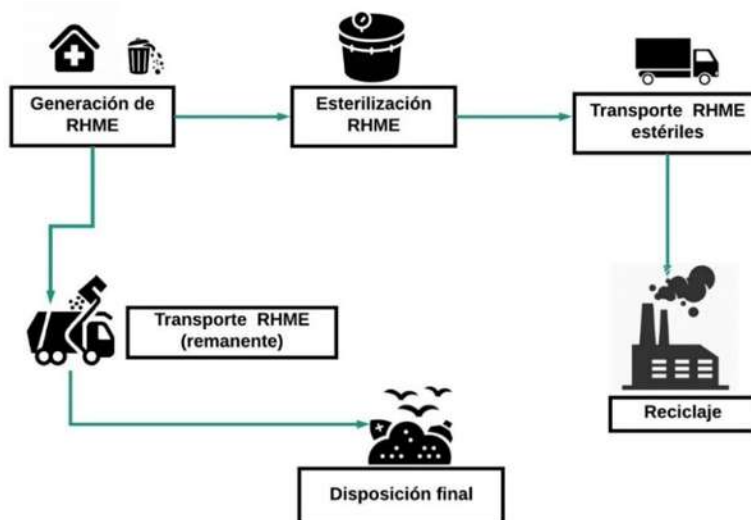 Generación de
RHME
Esterilización
RHME
Transporte RHME
estériles
Transporte RHME
(remanente)
Reciclaje
Disposición final